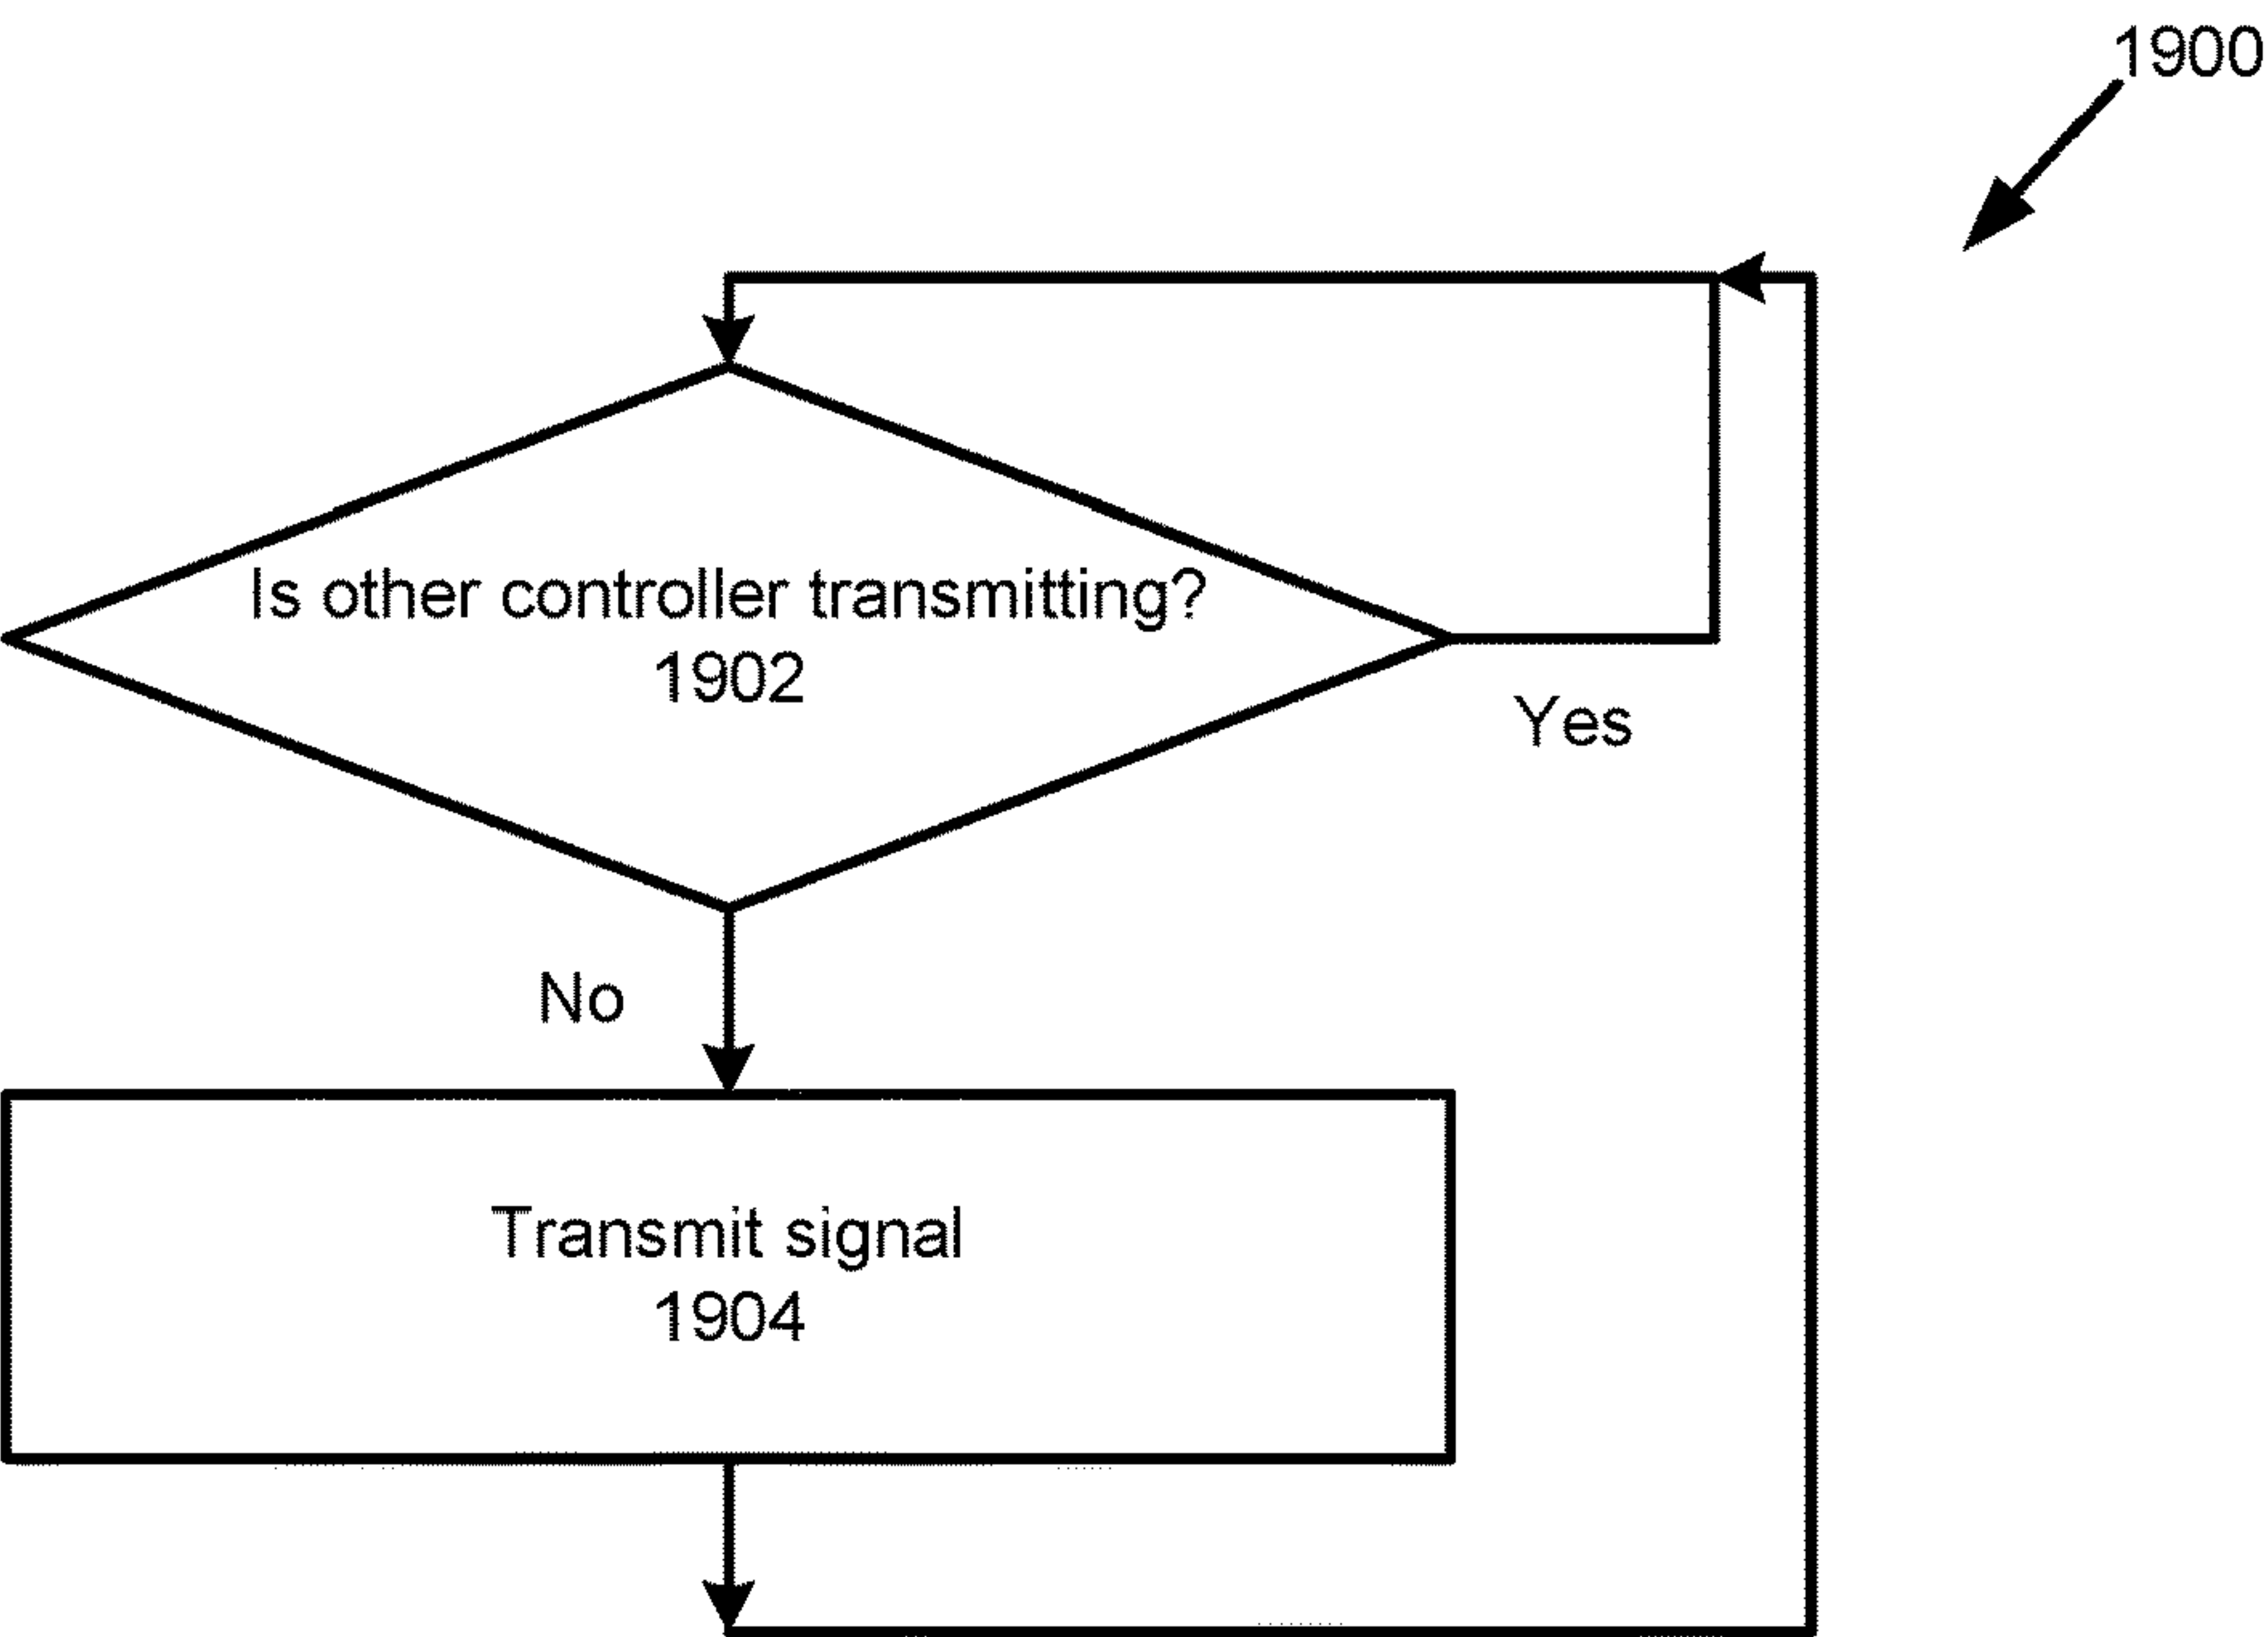 1900
Is other controller transmitting?
1902
Yes
No
Transmit signal
1904